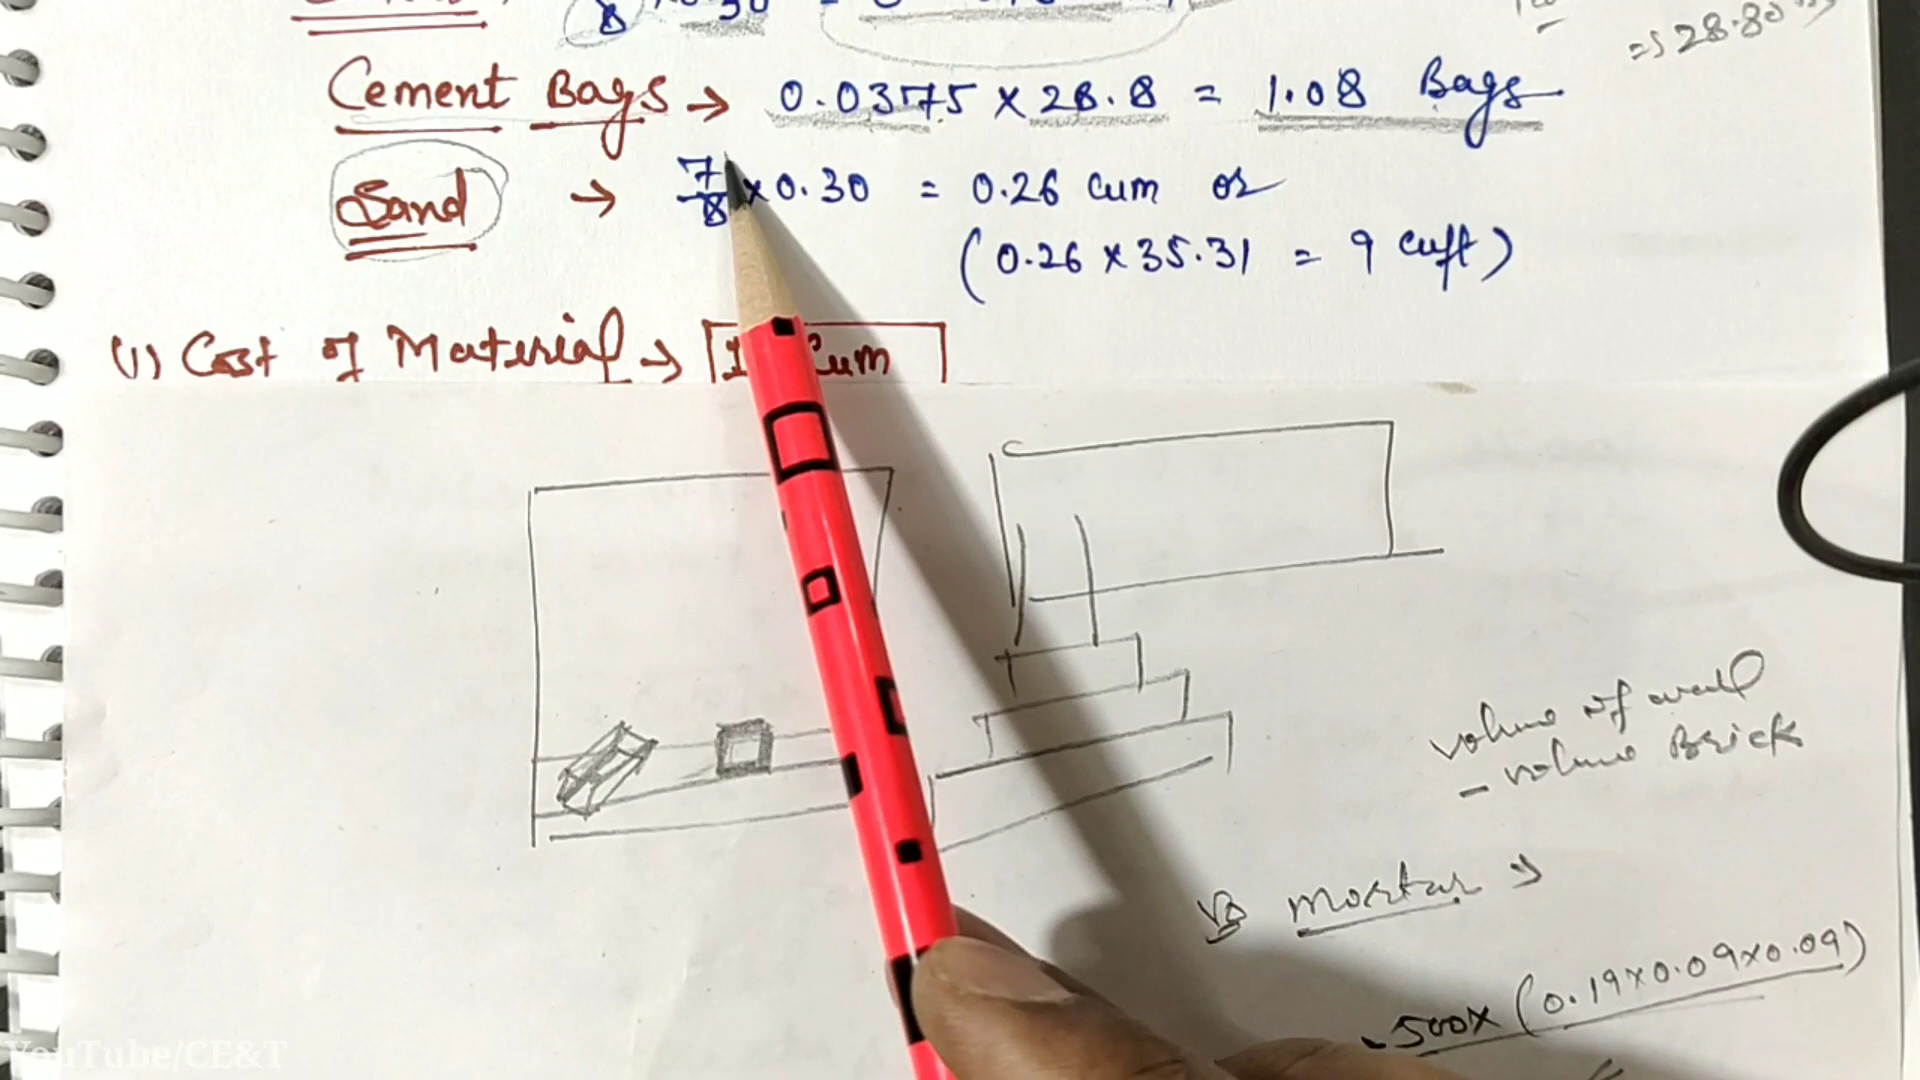 => 28.80
Cement Bags → 0.0375 × 28.8 = 1.08 Bags
Sand → 7/8 × 0.30 = 0.26 cum or
(0.26 × 35.31 = 9 cuft)
(1) Cost of Material → 1 Cum
volume of wall
- volume Brick
mortar →
500x (0.19x0.09x0.09)
YouTube/CE&T